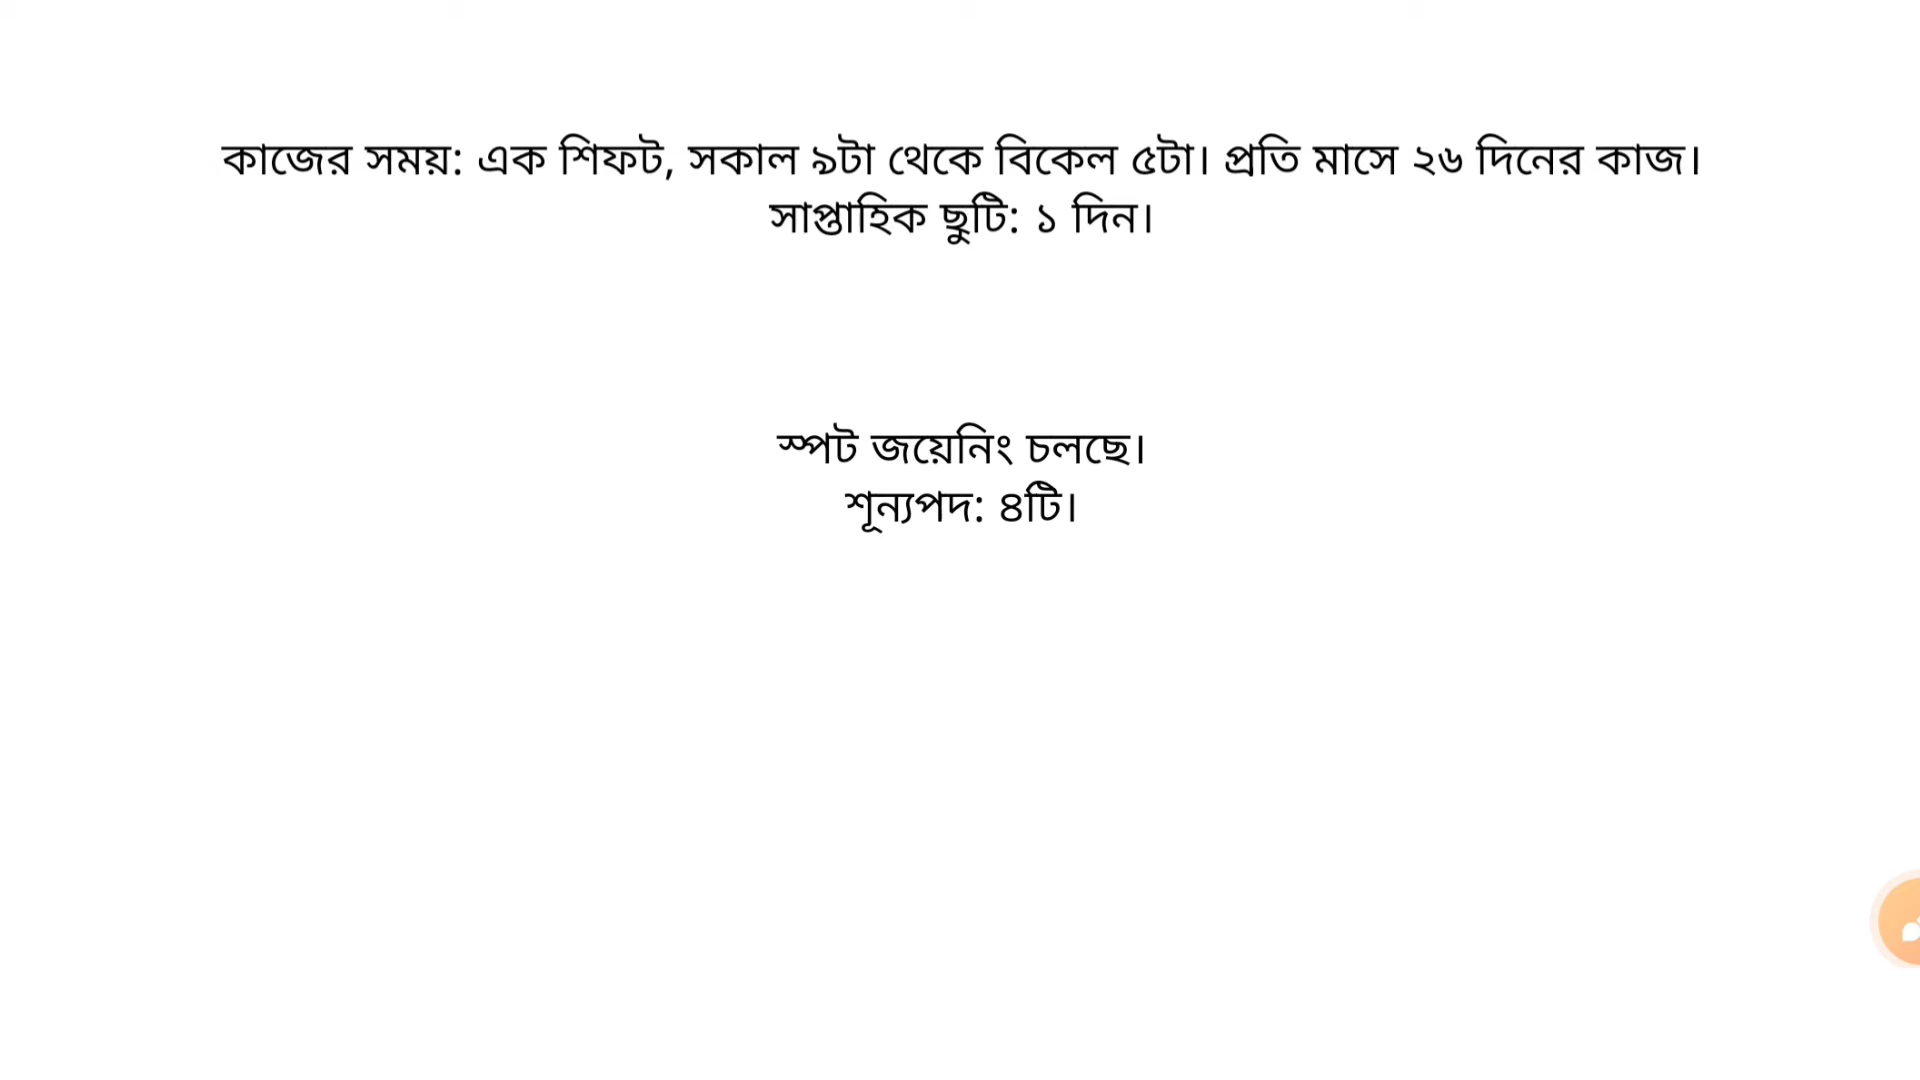 কাজের সময়: এক শিফট, সকাল ৯টা থেকে বিকেল ৫টা। প্রতি মাসে ২৬ দিনের কাজ।
সাপ্তাহিক ছুটি: ১ দিন।
স্পট জয়েনিং চলছে।
শূন্যপদ: ৪টি।